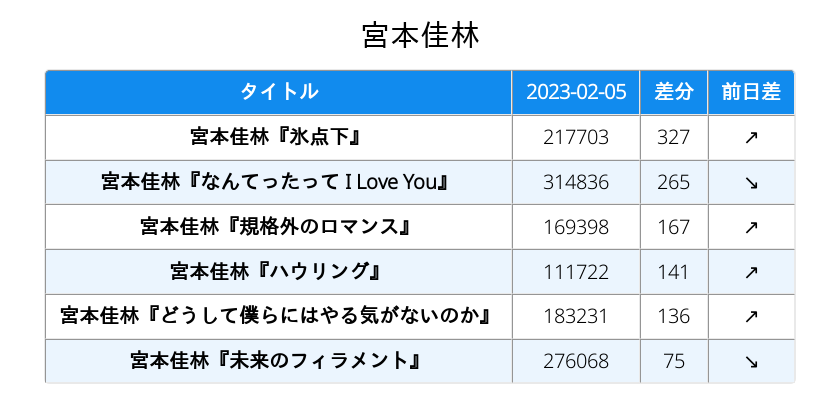 宮本佳林
タイトル 2023-02-05 差分 前日差
宮本佳林『氷点下』 217703 327 ↗
宮本佳林『なんてったって I Love You』 314836 265 ↘
宮本佳林『規格外のロマンス』 169398 167 ↗
宮本佳林『ハウリング』 111722 141 ↗
宮本佳林『どうして僕らにはやる気がないのか』 183231 136 ↗
宮本佳林『未来のフィラメント』 276068 75 ↘